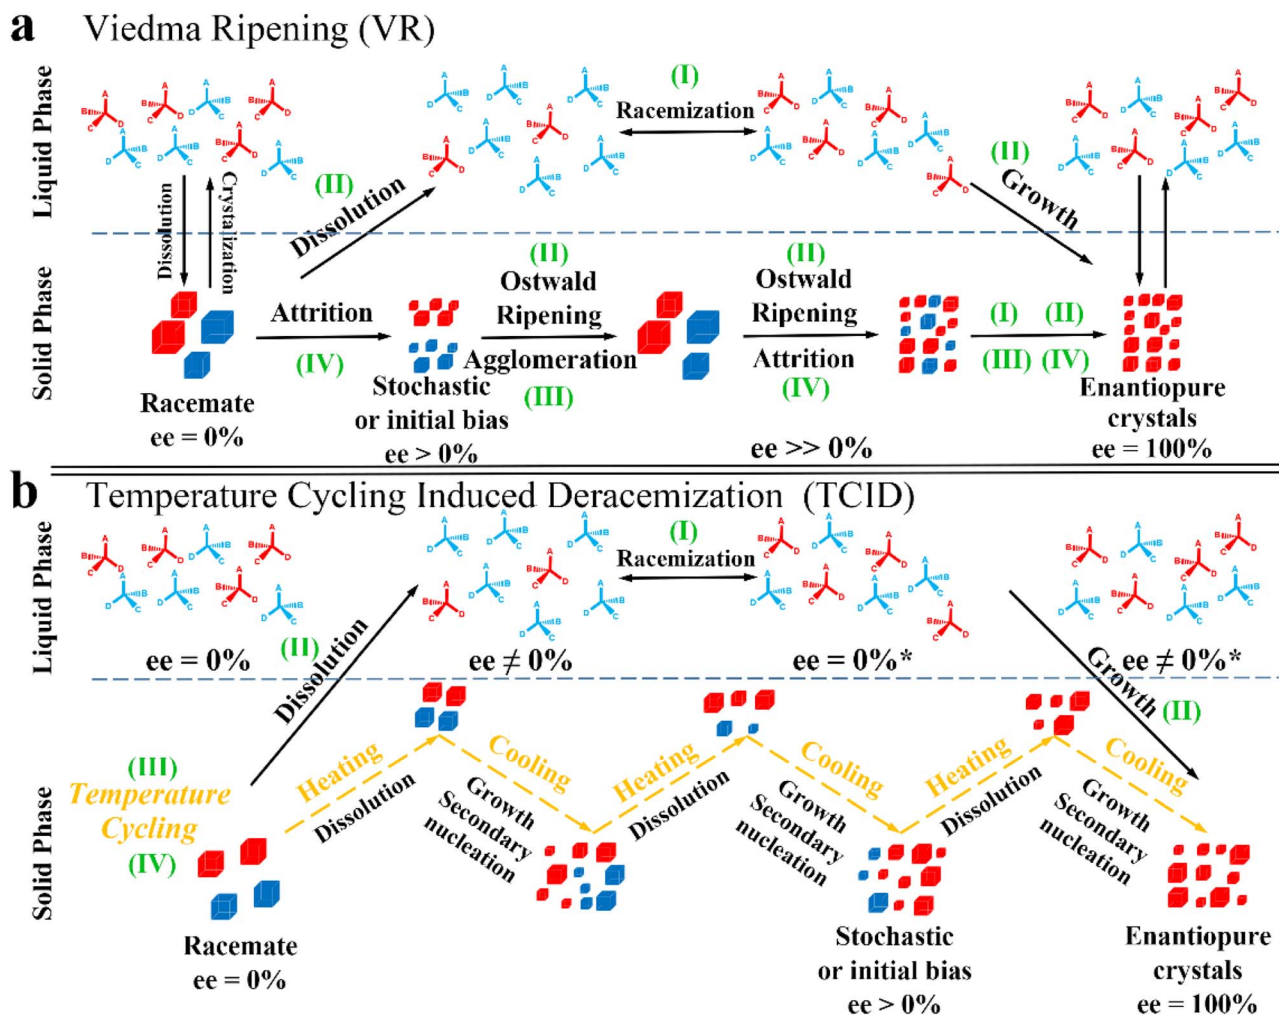 a Viedma Ripening (VR)
Liquid Phase
Solid Phase
(I)
Racemization
(II)
Dissolution
(II)
Growth
Dissolution
Crystalization
Racemate
ee = 0%
Attrition
(IV)
Stochastic
or initial bias
ee > 0%
(II)
Ostwald
Ripening
Agglomeration
(III)
(II)
Ostwald
Ripening
Attrition
(IV)
ee >> 0%
(I) (II)
(III) (IV)
Enantiopure
crystals
ee = 100%
b Temperature Cycling Induced Deracemization (TCID)
Liquid Phase
Solid Phase
(I)
Racemization
ee = 0%
ee ≠ 0%
ee = 0%*
ee ≠ 0%*
(II)
Dissolution
Growth
(II)
(III)
Temperature
Cycling
(IV)
Racemate
ee = 0%
Heating
Dissolution
Cooling
Growth
Secondary
nucleation
Heating
Dissolution
Cooling
Growth
Secondary
nucleation
Stochastic
or initial bias
ee > 0%
Heating
Dissolution
Cooling
Growth
Secondary
nucleation
Enantiopure
crystals
ee = 100%